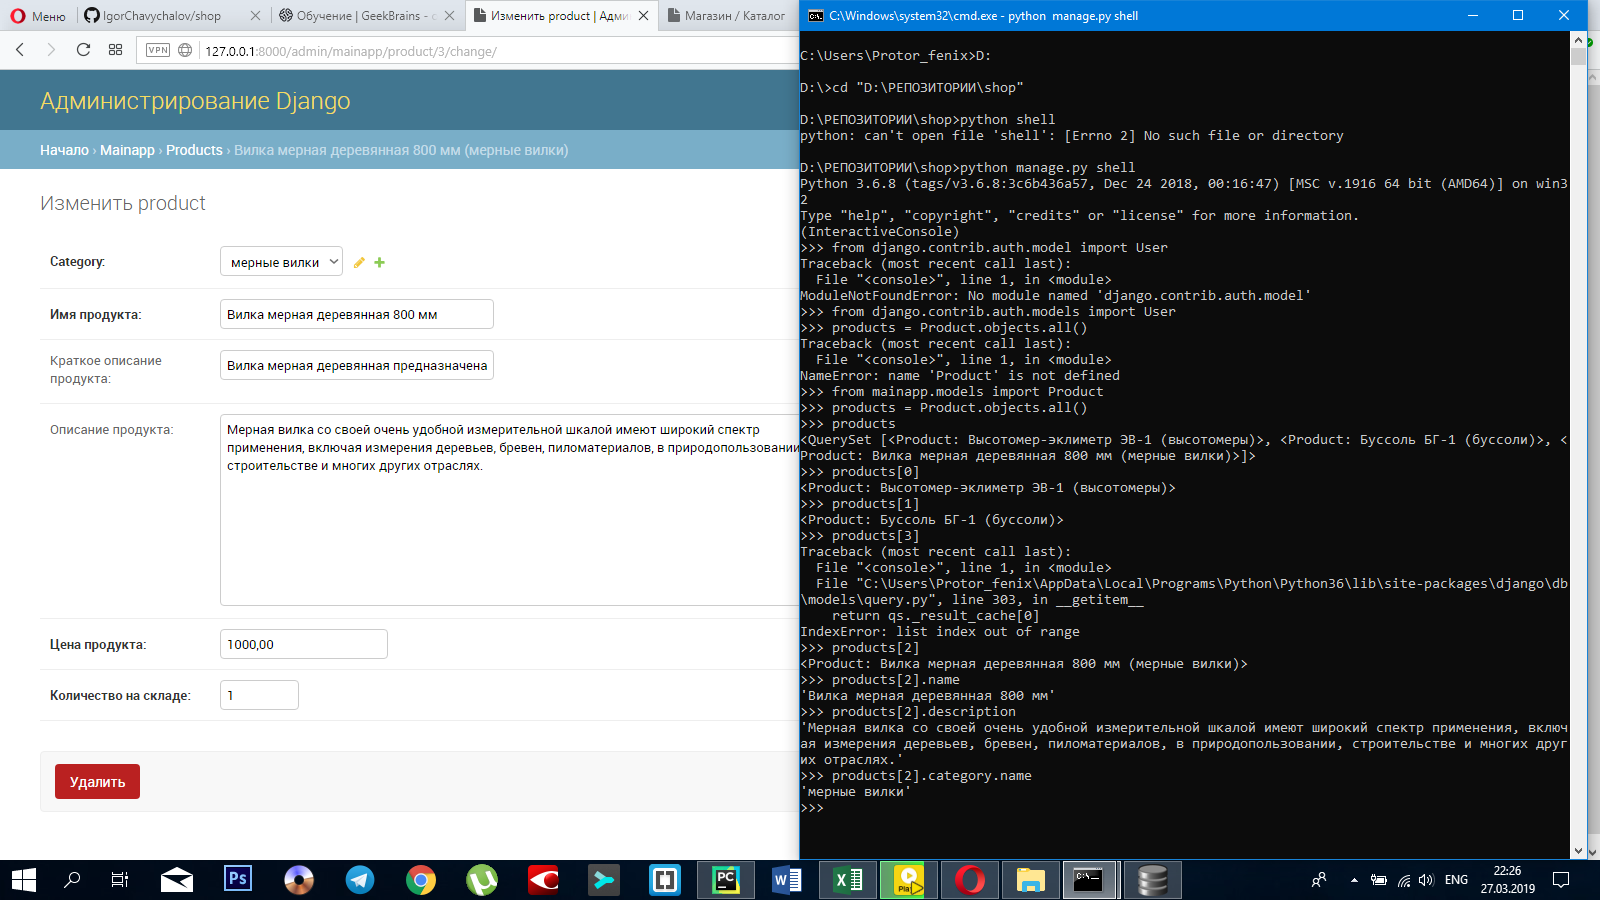 Меню
IgorChavychalov/shop
Обучение | GeekBrains - 
Изменить product | Адми
Магазин / Каталог
VPN
127.0.0.1:8000/admin/mainapp/product/3/change/
Администрирование Django
Начало › Mainapp › Products › Вилка мерная деревянная 800 мм (мерные вилки)
Изменить product
Category:
мерные вилки
Имя продукта:
Вилка мерная деревянная 800 мм
Краткое описание
продукта:
Вилка мерная деревянная предназначена
Описание продукта:
Мерная вилка со своей очень удобной измерительной шкалой имеют широкий спектр
применения, включая измерения деревьев, бревен, пиломатериалов, в природопользовании
строительстве и многих других отраслях.
Цена продукта:
1000,00
Количество на складе:
1
Удалить
C:\Windows\system32\cmd.exe - python  manage.py shell
C:\Users\Protor_fenix>D:
D:\>cd "D:\РЕПОЗИТОРИИ\shop"
D:\РЕПОЗИТОРИИ\shop>python shell
python: can't open file 'shell': [Errno 2] No such file or directory
D:\РЕПОЗИТОРИИ\shop>python manage.py shell
Python 3.6.8 (tags/v3.6.8:3c6b436a57, Dec 24 2018, 00:16:47) [MSC v.1916 64 bit (AMD64)] on win3
2
Type "help", "copyright", "credits" or "license" for more information.
(InteractiveConsole)
>>> from django.contrib.auth.model import User
Traceback (most recent call last):
  File "<console>", line 1, in <module>
ModuleNotFoundError: No module named 'django.contrib.auth.model'
>>> from django.contrib.auth.models import User
>>> products = Product.objects.all()
Traceback (most recent call last):
  File "<console>", line 1, in <module>
NameError: name 'Product' is not defined
>>> from mainapp.models import Product
>>> products = Product.objects.all()
>>> products
<QuerySet [<Product: Высотомер-эклиметр ЭВ-1 (высотомеры)>, <Product: Буссоль БГ-1 (буссоли)>, <
Product: Вилка мерная деревянная 800 мм (мерные вилки)>]>
>>> products[0]
<Product: Высотомер-эклиметр ЭВ-1 (высотомеры)>
>>> products[1]
<Product: Буссоль БГ-1 (буссоли)>
>>> products[3]
Traceback (most recent call last):
  File "<console>", line 1, in <module>
  File "C:\Users\Protor_fenix\AppData\Local\Programs\Python\Python36\lib\site-packages\django\db
\models\query.py", line 303, in __getitem__
    return qs._result_cache[0]
IndexError: list index out of range
>>> products[2]
<Product: Вилка мерная деревянная 800 мм (мерные вилки)>
>>> products[2].name
'Вилка мерная деревянная 800 мм'
>>> products[2].description
'Мерная вилка со своей очень удобной измерительной шкалой имеют широкий спектр применения, включ
ая измерения деревьев, бревен, пиломатериалов, в природопользовании, строительстве и многих друг
их отраслях.'
>>> products[2].category.name
'мерные вилки'
>>>
Ps
PC
W
X
Pla
ENG
22:26
27.03.2019